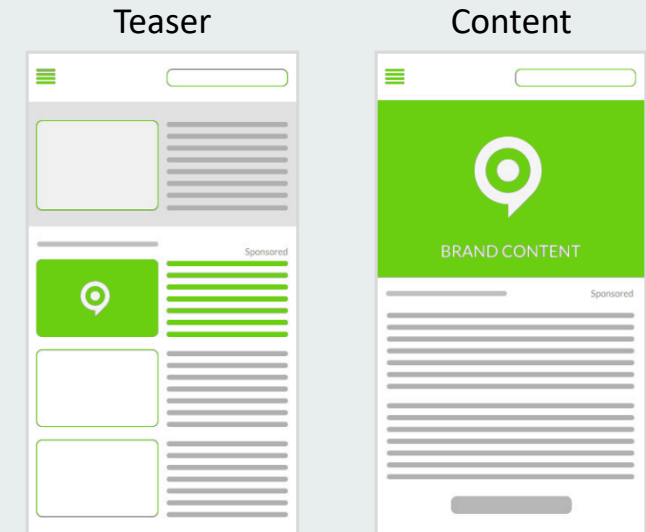 Teaser
Content
Sponsored
BRAND CONTENT
Sponsored